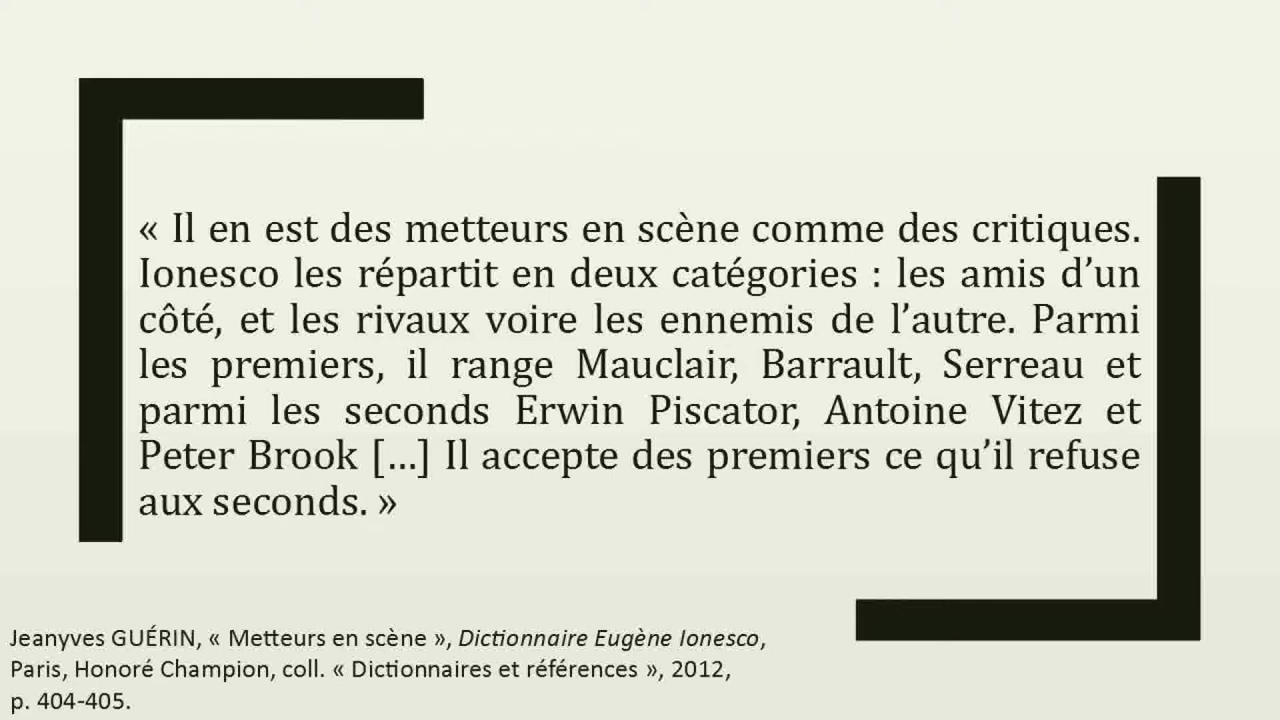 « Il en est des metteurs en scène comme des critiques.
Ionesco les répartit en deux catégories : les amis d’un
côté, et les rivaux voire les ennemis de l’autre. Parmi
les premiers, il range Mauclair, Barrault, Serreau et
parmi les seconds Erwin Piscator, Antoine Vitez et
Peter Brook [...] Il accepte des premiers ce qu’il refuse
aux seconds. »
Jeanyves GUÉRIN, « Metteurs en scène », Dictionnaire Eugène Ionesco,
Paris, Honoré Champion, coll. « Dictionnaires et références », 2012,
p. 404-405.